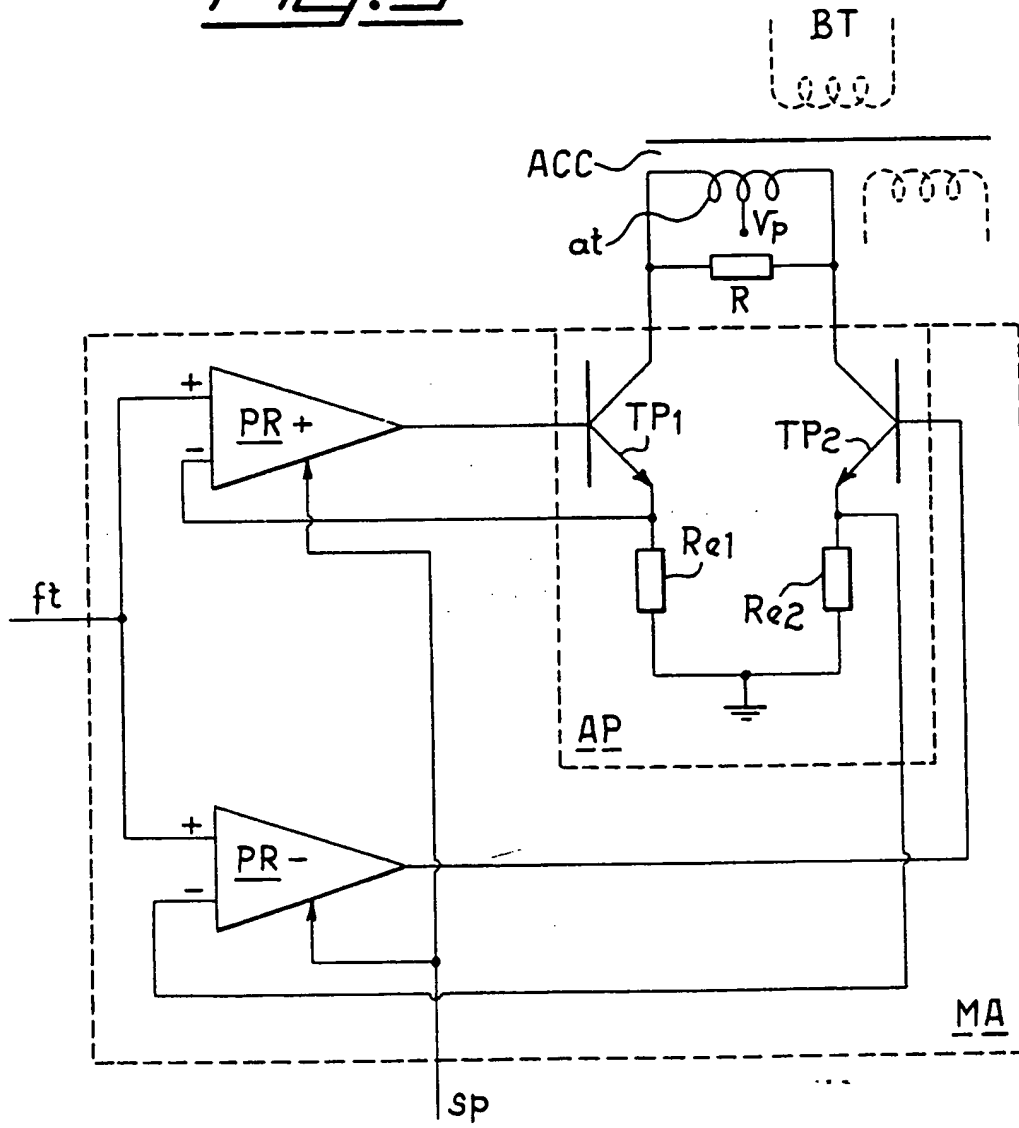 BT
ACC
at
Vp
R
+
PR +
-
TP1
TP2
Re1
Re2
ft
AP
+
PR -
-
MA
sp